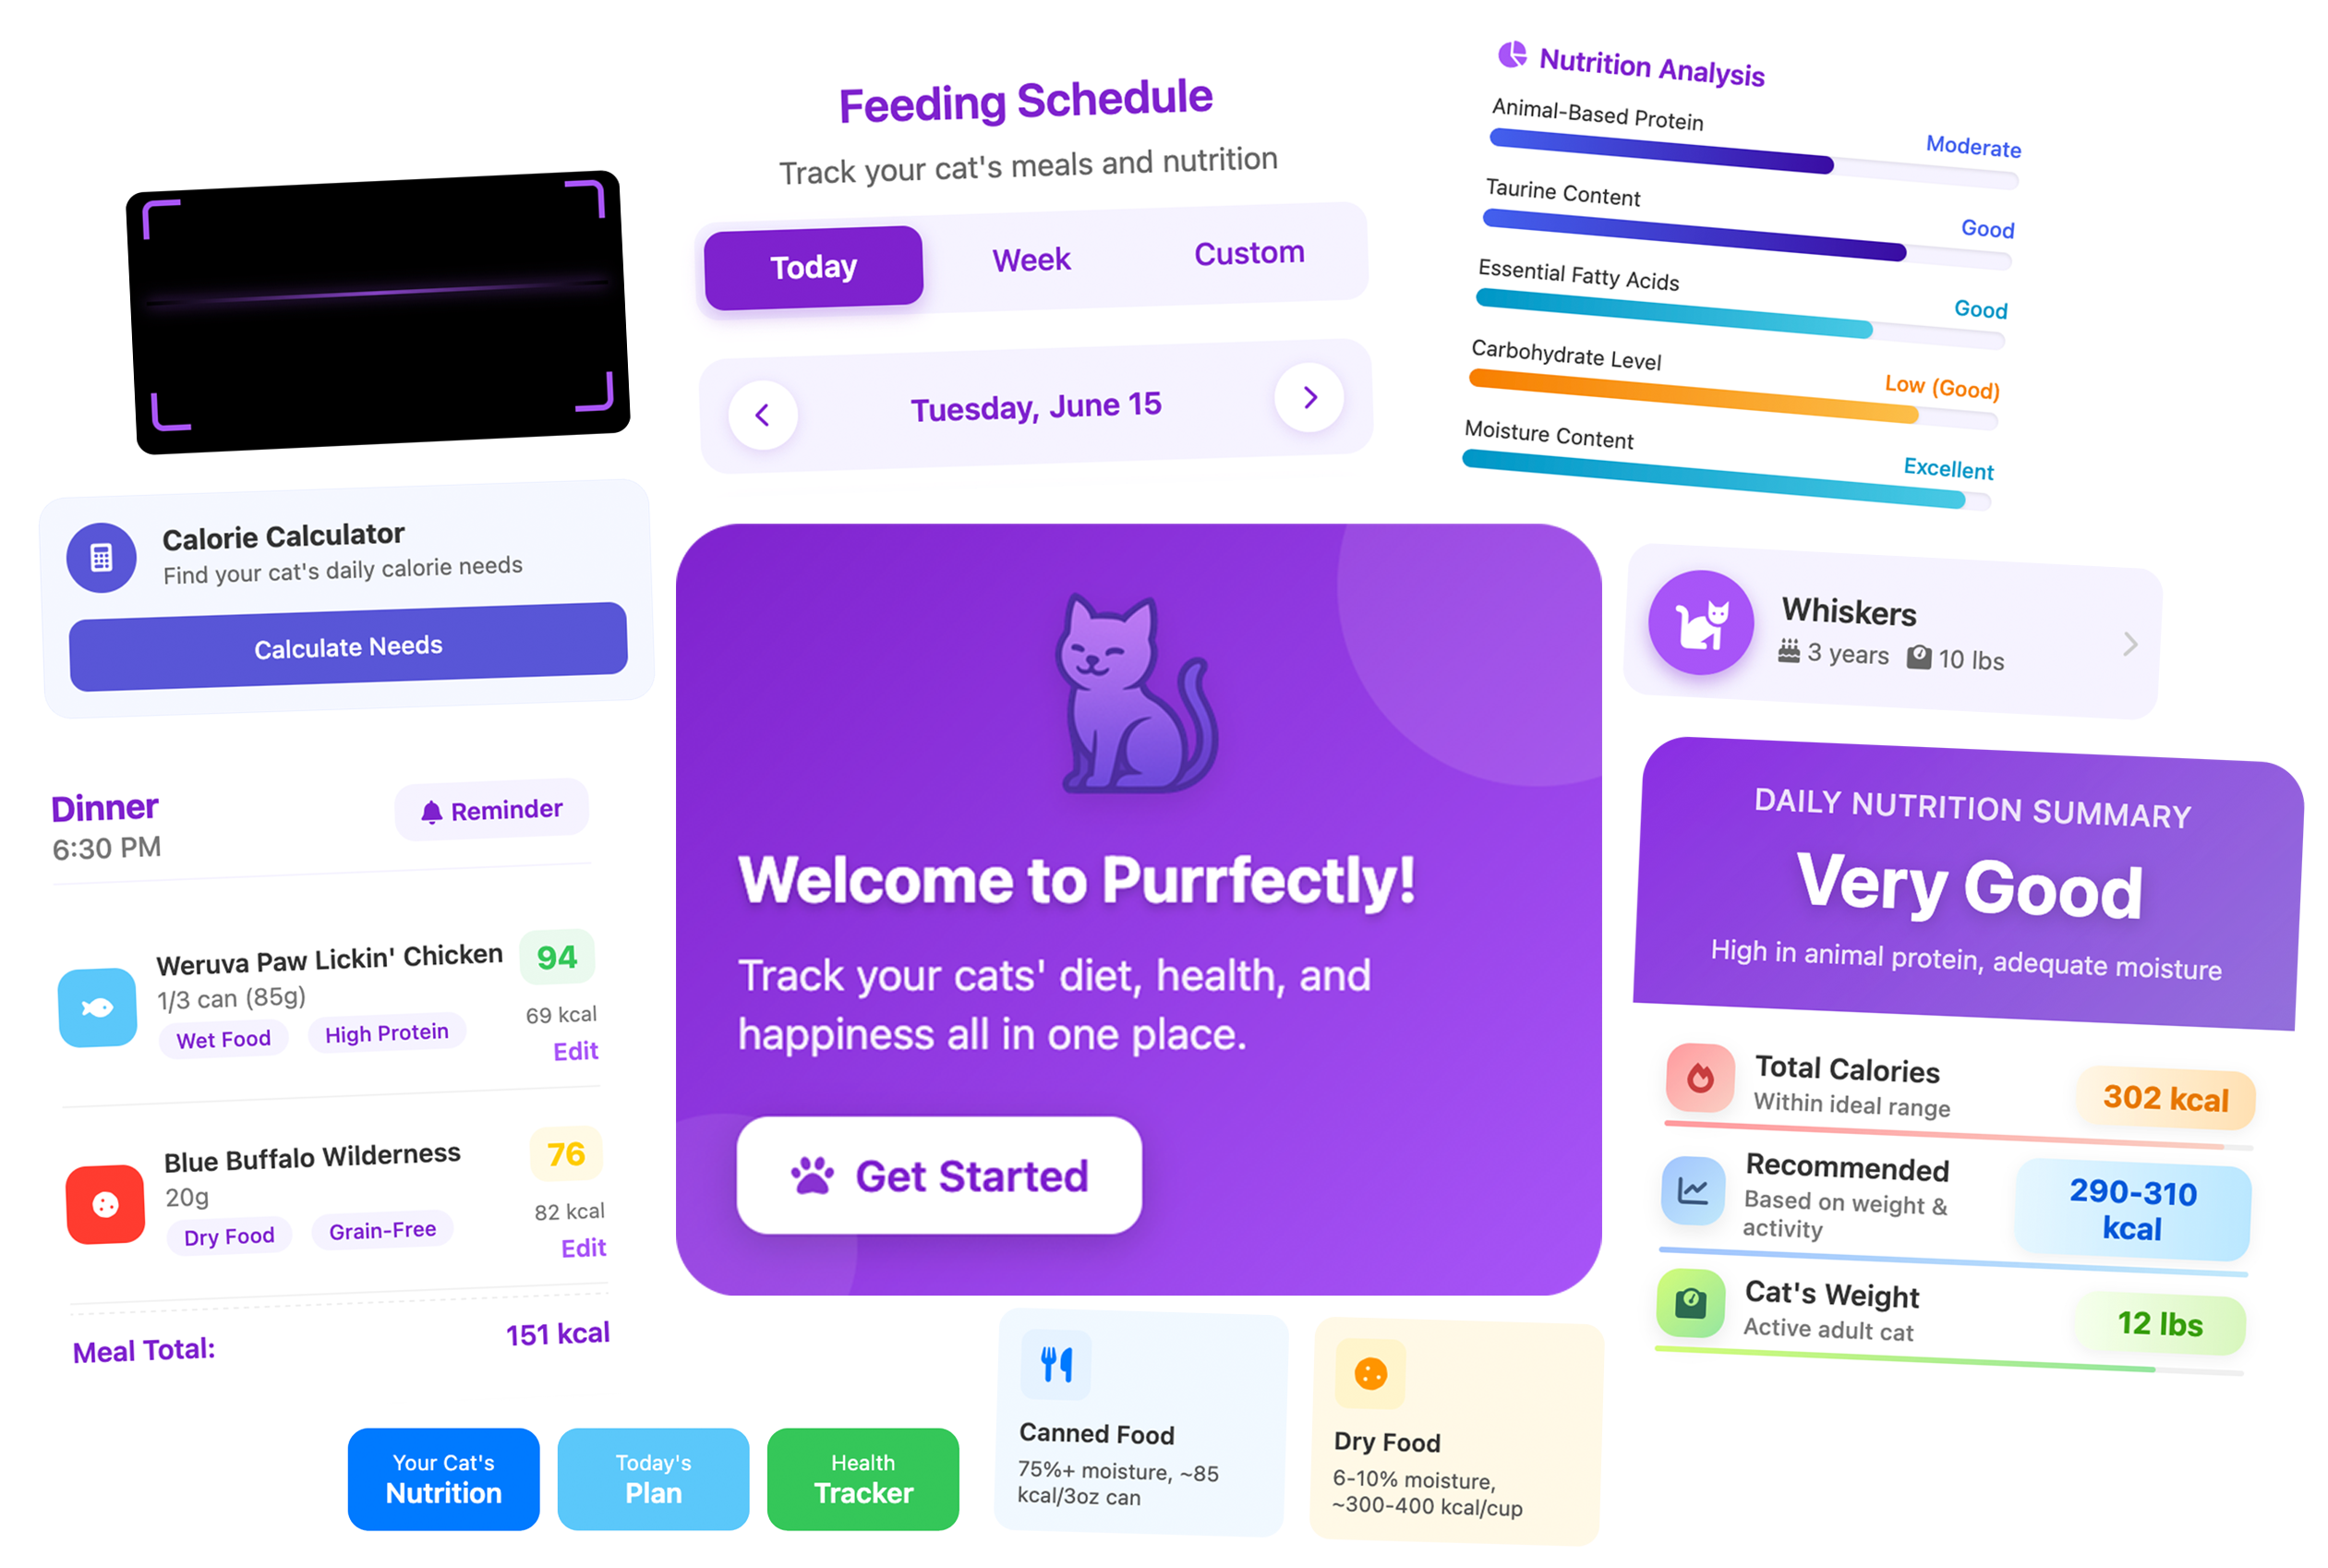 Feeding Schedule
Track your cat's meals and nutrition
Today
Week
Custom
Tuesday, June 15
Nutrition Analysis
Animal-Based Protein
Moderate
Taurine Content
Good
Essential Fatty Acids
Good
Carbohydrate Level
Low (Good)
Moisture Content
Excellent
Calorie Calculator
Find your cat's daily calorie needs
Calculate Needs
Dinner
6:30 PM
Reminder
Weruva Paw Lickin' Chicken
94
1/3 can (85g)
Wet Food
High Protein
69 kcal
Edit
Blue Buffalo Wilderness
76
20g
Dry Food
Grain-Free
82 kcal
Edit
Meal Total:
151 kcal
Welcome to Purrfectly!
Track your cats' diet, health, and
happiness all in one place.
Get Started
Whiskers
3 years
10 lbs
DAILY NUTRITION SUMMARY
Very Good
High in animal protein, adequate moisture
Total Calories
Within ideal range
302 kcal
Recommended
Based on weight &
activity
290-310
kcal
Cat's Weight
Active adult cat
12 lbs
Your Cat's
Nutrition
Today's
Plan
Health
Tracker
Canned Food
75%+ moisture, ~85
kcal/3oz can
Dry Food
6-10% moisture,
~300-400 kcal/cup